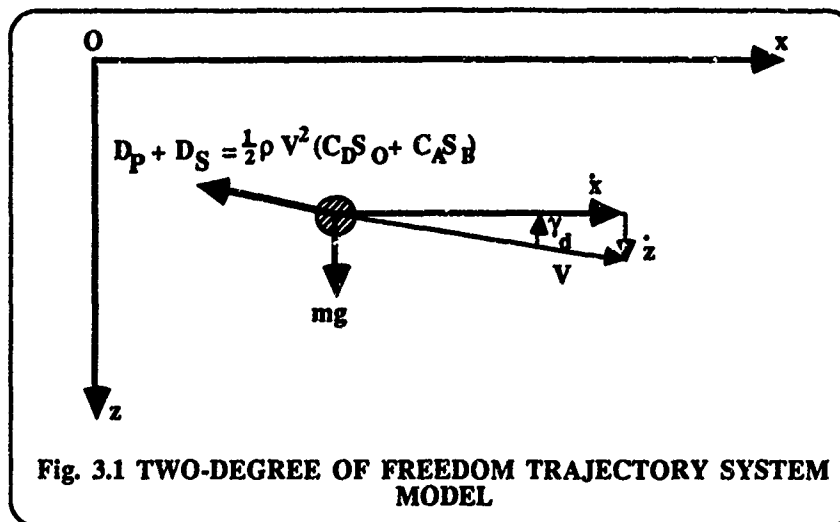 O
x
D_P + D_S = ½ ρ V² (C_D S_O + C_A S_B)
ẋ
γ_d
ż
V
mg
z
Fig. 3.1 TWO-DEGREE OF FREEDOM TRAJECTORY SYSTEM
MODEL